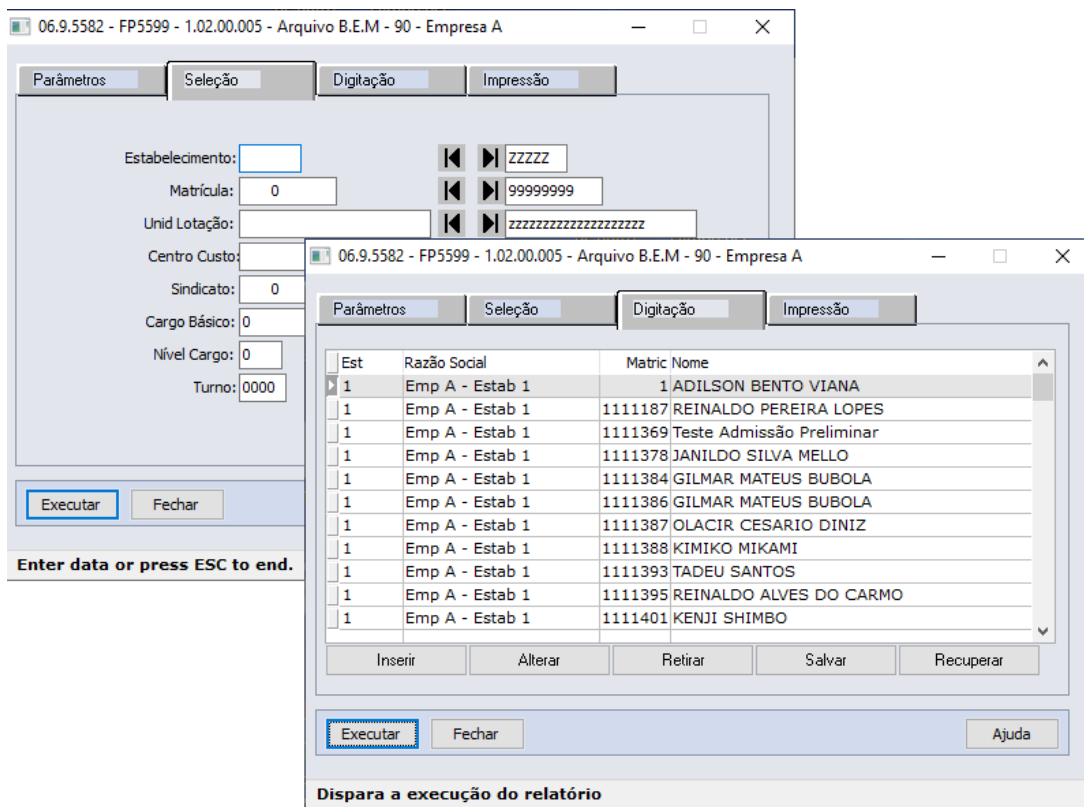 06.9.5582 - FP5599 - 1.02.00.005 - Arquivo B.E.M - 90 - Empresa A
Parâmetros Seleção Digitação Impressão
Estabelecimento: ZZZZZ
Matrícula: 0 99999999
Unid Lotação: zzzzzzzzzzzzzzzzzzzz
Centro Custo:
Sindicato: 0
Cargo Básico: 0
Nível Cargo: 0
Turno: 0000
Executar Fechar
Enter data or press ESC to end.
06.9.5582 - FP5599 - 1.02.00.005 - Arquivo B.E.M - 90 - Empresa A
Parâmetros Seleção Digitação Impressão
Est Razão Social Matric Nome
1 Emp A - Estab 1 1 ADILSON BENTO VIANA
1 Emp A - Estab 1 1111187 REINALDO PEREIRA LOPES
1 Emp A - Estab 1 1111369 Teste Admissão Preliminar
1 Emp A - Estab 1 1111378 JANILDO SILVA MELLO
1 Emp A - Estab 1 1111384 GILMAR MATEUS BUBOLA
1 Emp A - Estab 1 1111386 GILMAR MATEUS BUBOLA
1 Emp A - Estab 1 1111387 OLACIR CESARIO DINIZ
1 Emp A - Estab 1 1111388 KIMIKO MIKAMI
1 Emp A - Estab 1 1111393 TADEU SANTOS
1 Emp A - Estab 1 1111395 REINALDO ALVES DO CARMO
1 Emp A - Estab 1 1111401 KENJI SHIMBO
Inserir Alterar Retirar Salvar Recuperar
Executar Fechar Ajuda
Dispara a execução do relatório